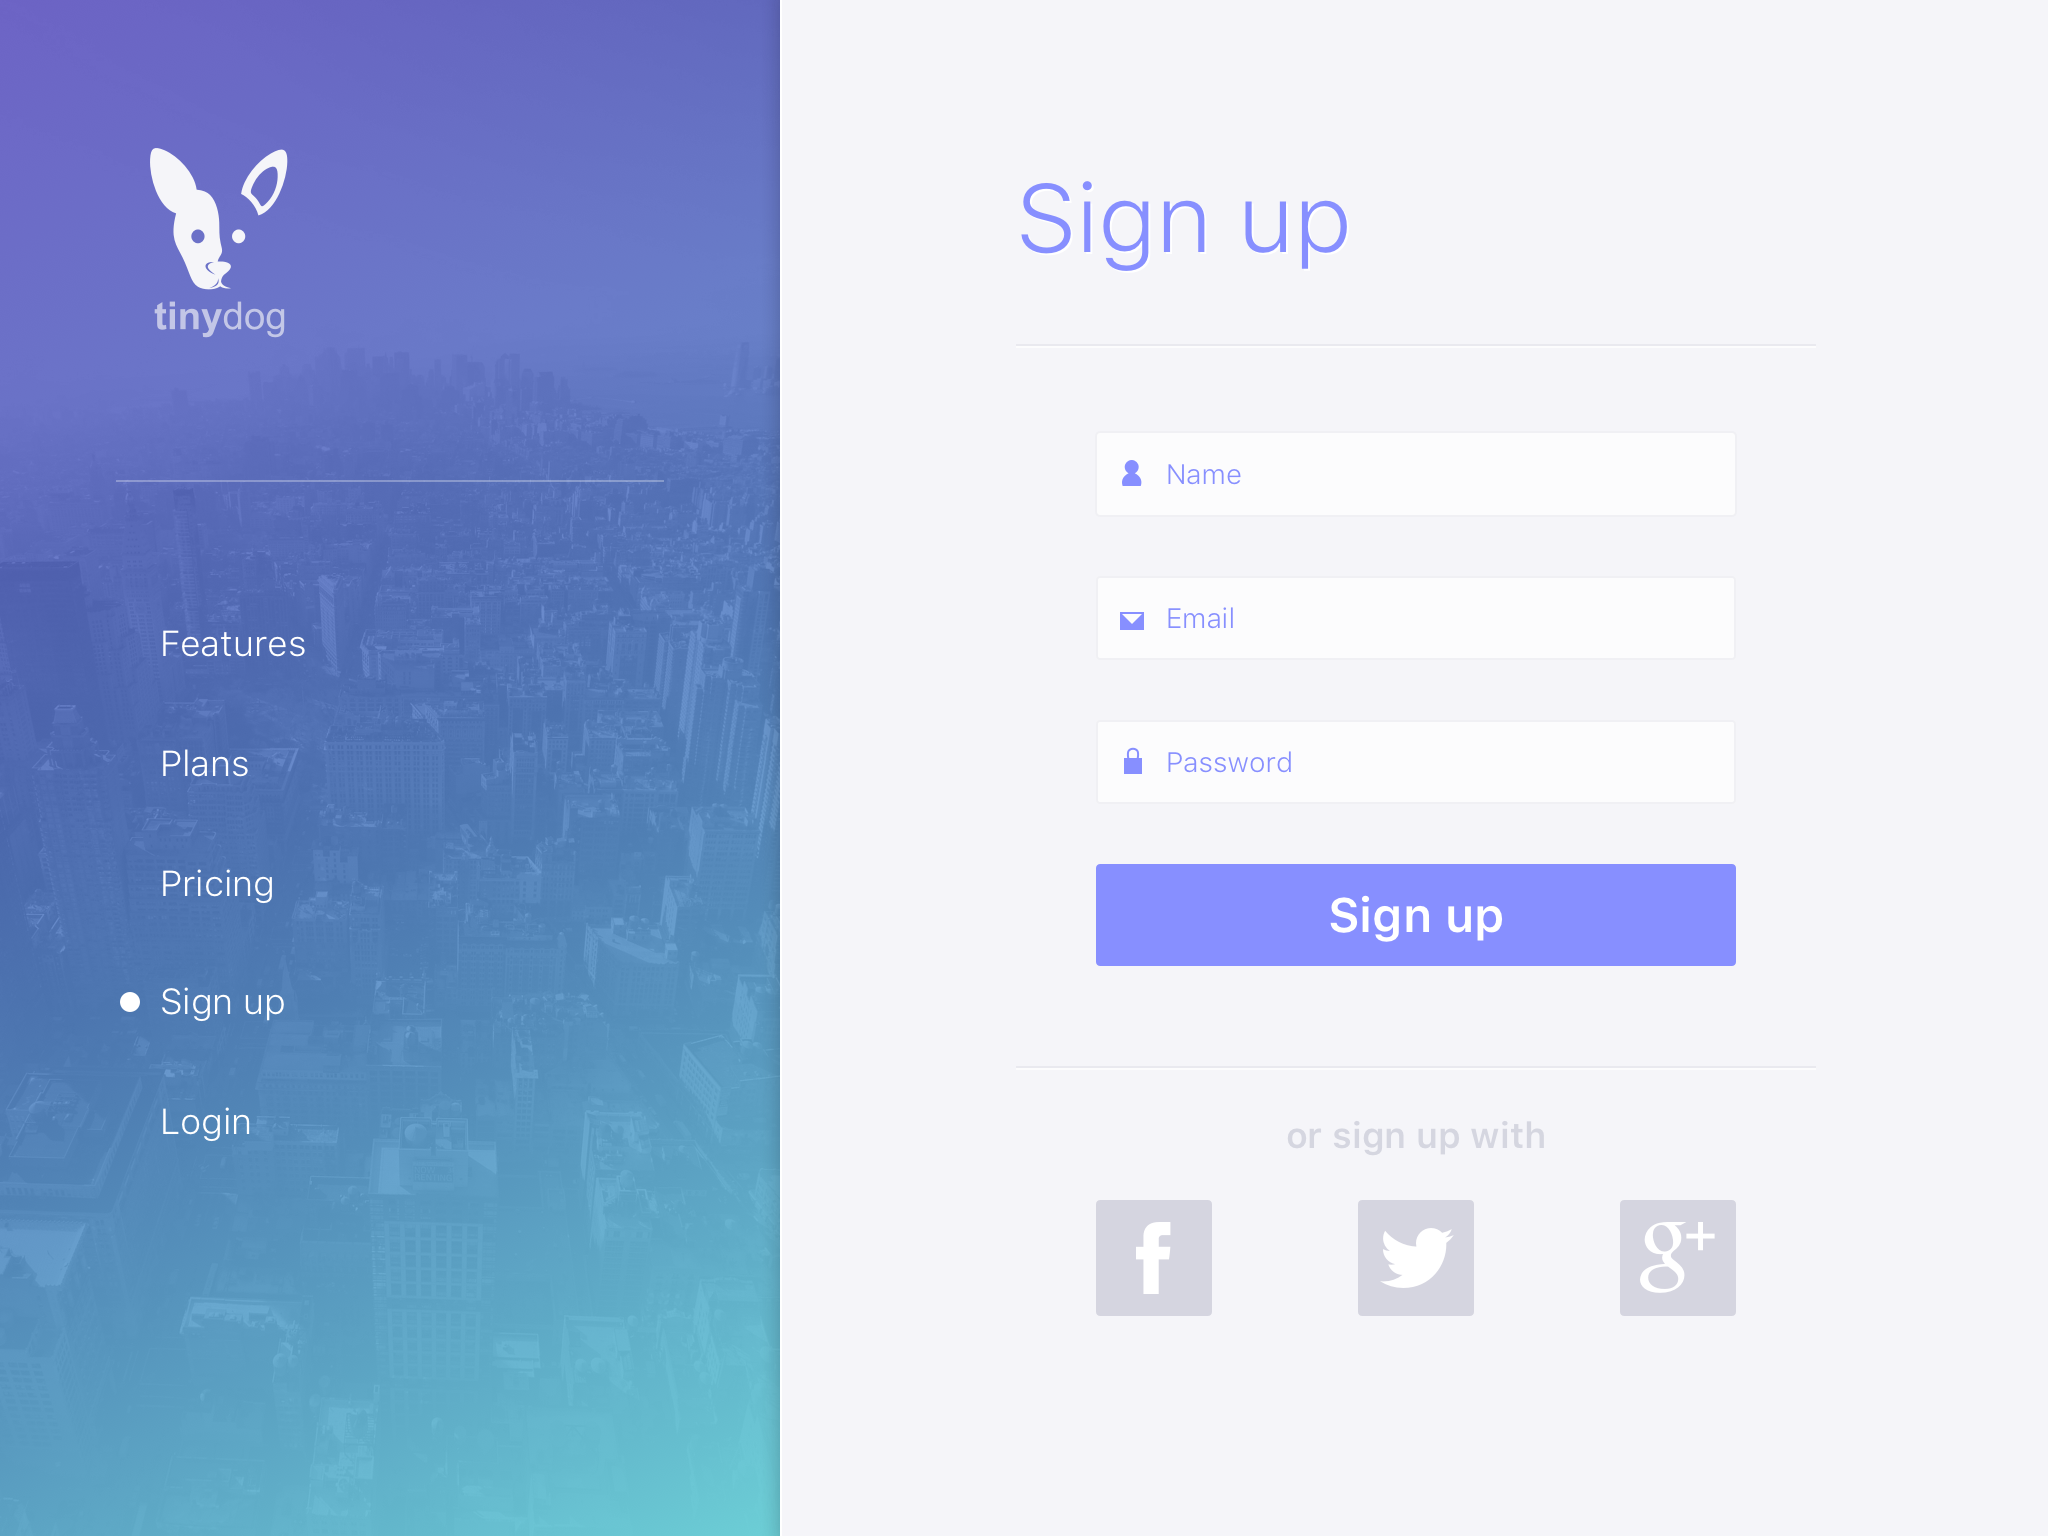 tinydog
Features
Plans
Pricing
Sign up
Login
Sign up
Name
Email
Password
Sign up
or sign up with
f
g+